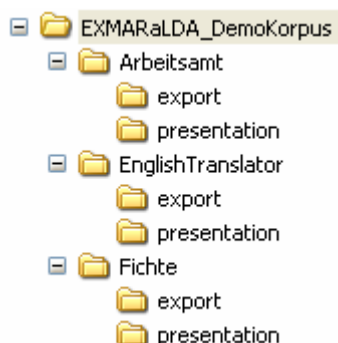 EXMARaLDA_DemoKorpus
Arbeitsamt
export
presentation
EnglishTranslator
export
presentation
Fichte
export
presentation